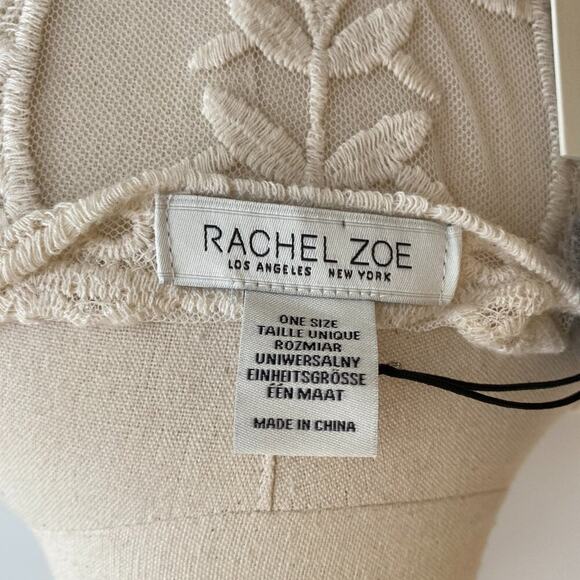 RACHEL ZOE
LOS ANGELES NEW YORK
ONE SIZE
TAILLE UNIQUE
ROZMIAR
UNIWERSALNY
EINHEITSGRÖSSE
ÉÉN MAAT
MADE IN CHINA